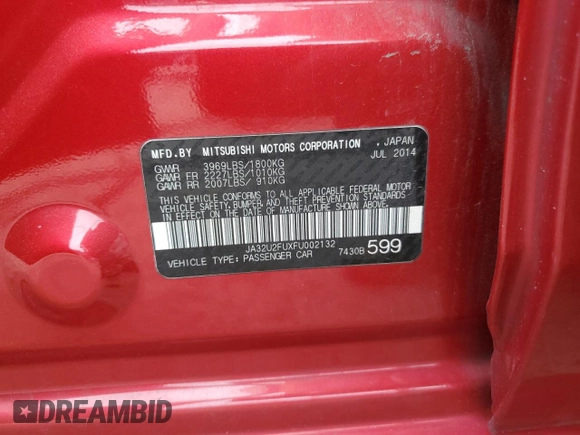 MFD.BY MITSUBISHI MOTORS CORPORATION . JAPAN
GVWR 3969LBS/1800KG JUL 2014
GAWR FR 2227LBS/1010KG
GAWR RR 2007LBS/ 910KG
THIS VEHICLE CONFORMS TO ALL APPLICABLE FEDERAL MOTOR
VEHICLE SAFETY, BUMPER, AND THEFT PREVENTION STANDARDS
IN EFFECT ON THE DATE OF MANUFACTURE SHOWN ABOVE.
JA32U2FUXFU002132
VEHICLE TYPE: PASSENGER CAR 7430B 599
DREAMBID